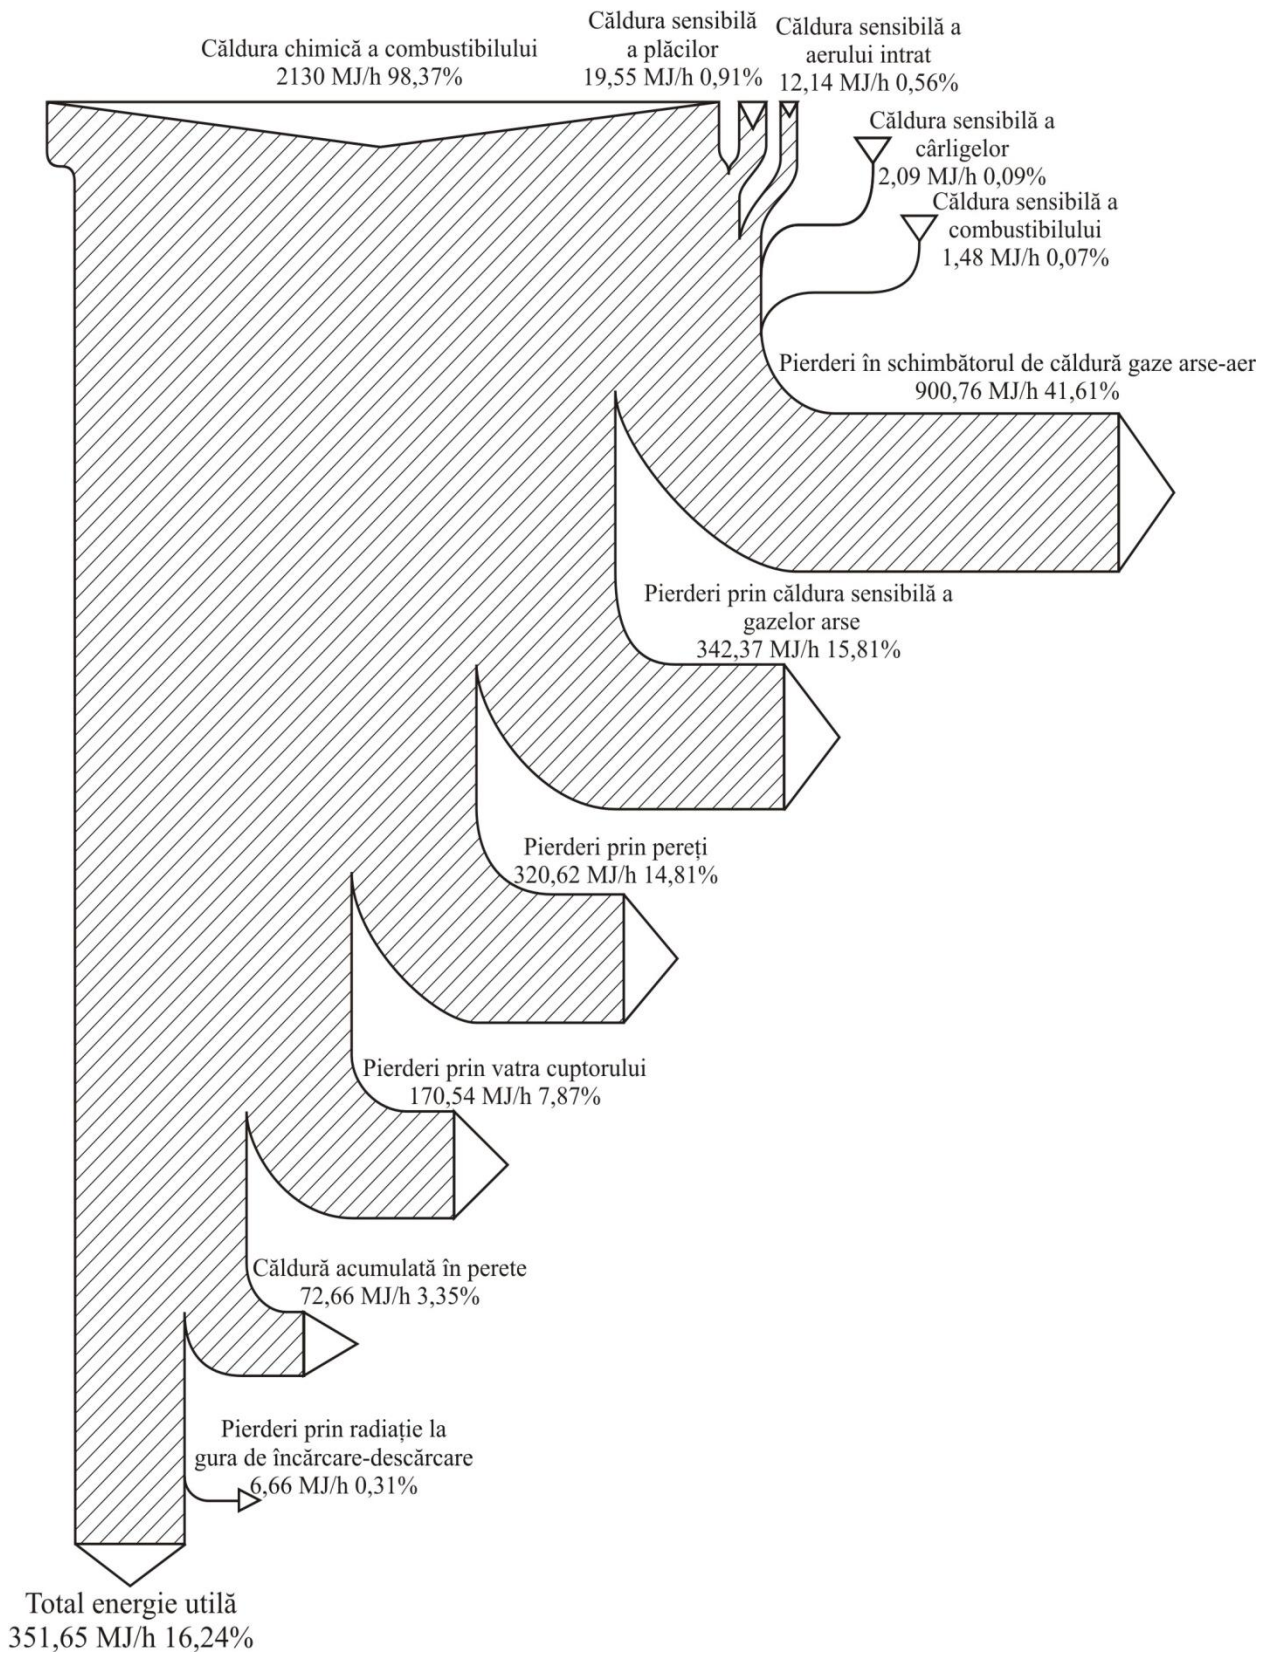 Căldura chimică a combustibilului
2130 MJ/h 98,37%
Căldura sensibilă
a plăcilor
19,55 MJ/h 0,91%
Căldura sensibilă a
aerului intrat
12,14 MJ/h 0,56%
Căldura sensibilă a
cârligelor
2,09 MJ/h 0,09%
Căldura sensibilă a
combustibilului
1,48 MJ/h 0,07%
Pierderi în schimbătorul de căldură gaze arse-aer
900,76 MJ/h 41,61%
Pierderi prin căldura sensibilă a
gazelor arse
342,37 MJ/h 15,81%
Pierderi prin pereți
320,62 MJ/h 14,81%
Pierderi prin vatra cuptorului
170,54 MJ/h 7,87%
Căldură acumulată în perete
72,66 MJ/h 3,35%
Pierderi prin radiație la
gura de încărcare-descărcare
6,66 MJ/h 0,31%
Total energie utilă
351,65 MJ/h 16,24%